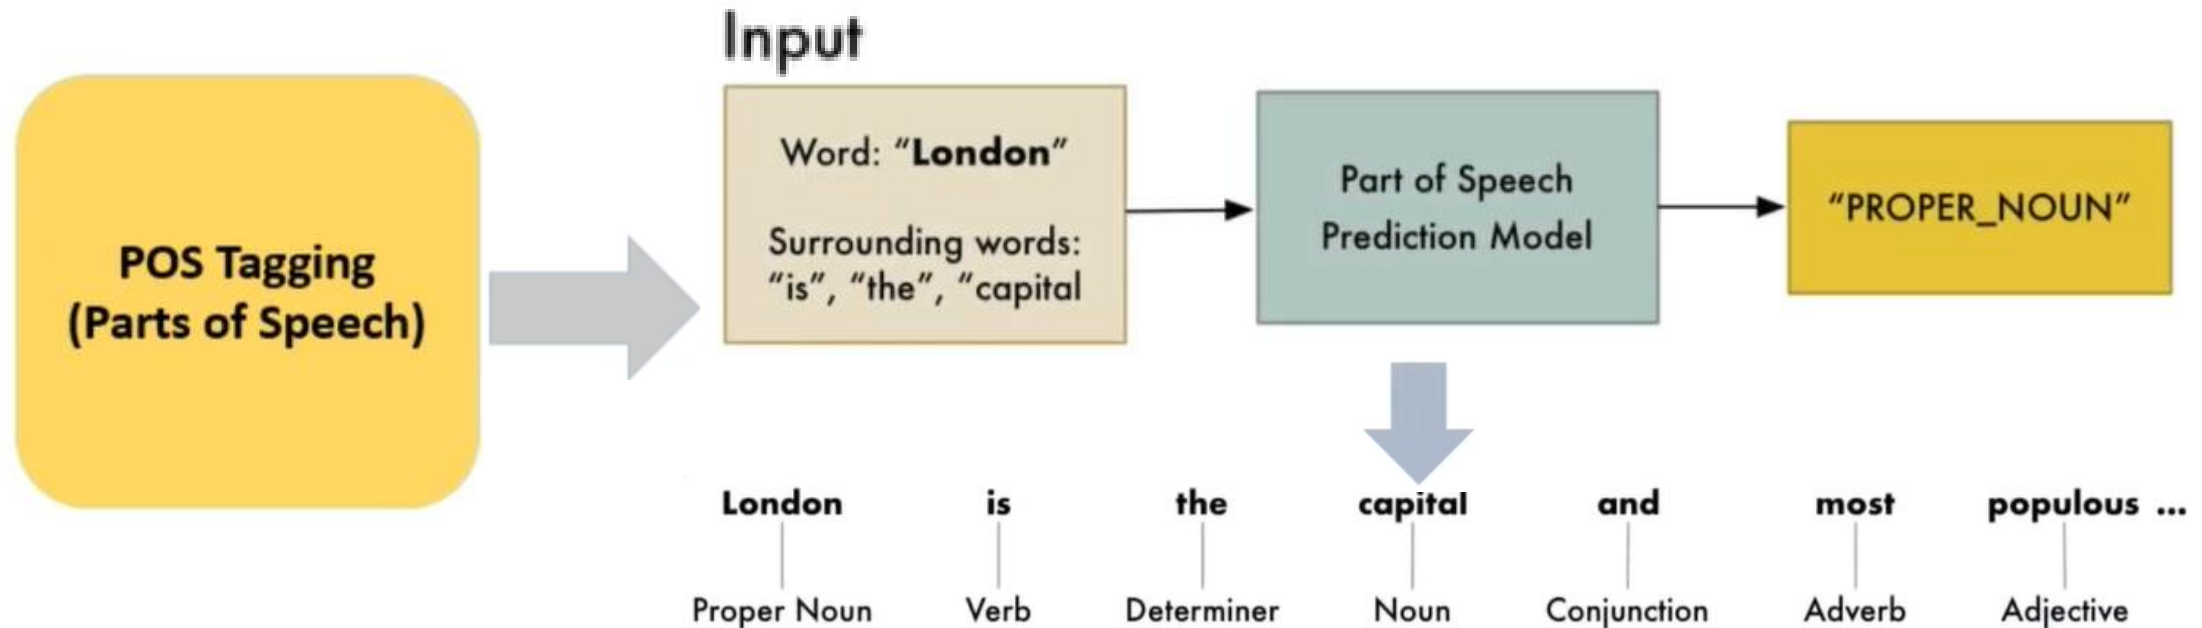 Input
POS Tagging
(Parts of Speech)
Word: “London”
Surrounding words:
“is”, “the”, “capital
Part of Speech
Prediction Model
“PROPER_NOUN”
London is the capital and most populous ...
Proper Noun Verb Determiner Noun Conjunction Adverb Adjective